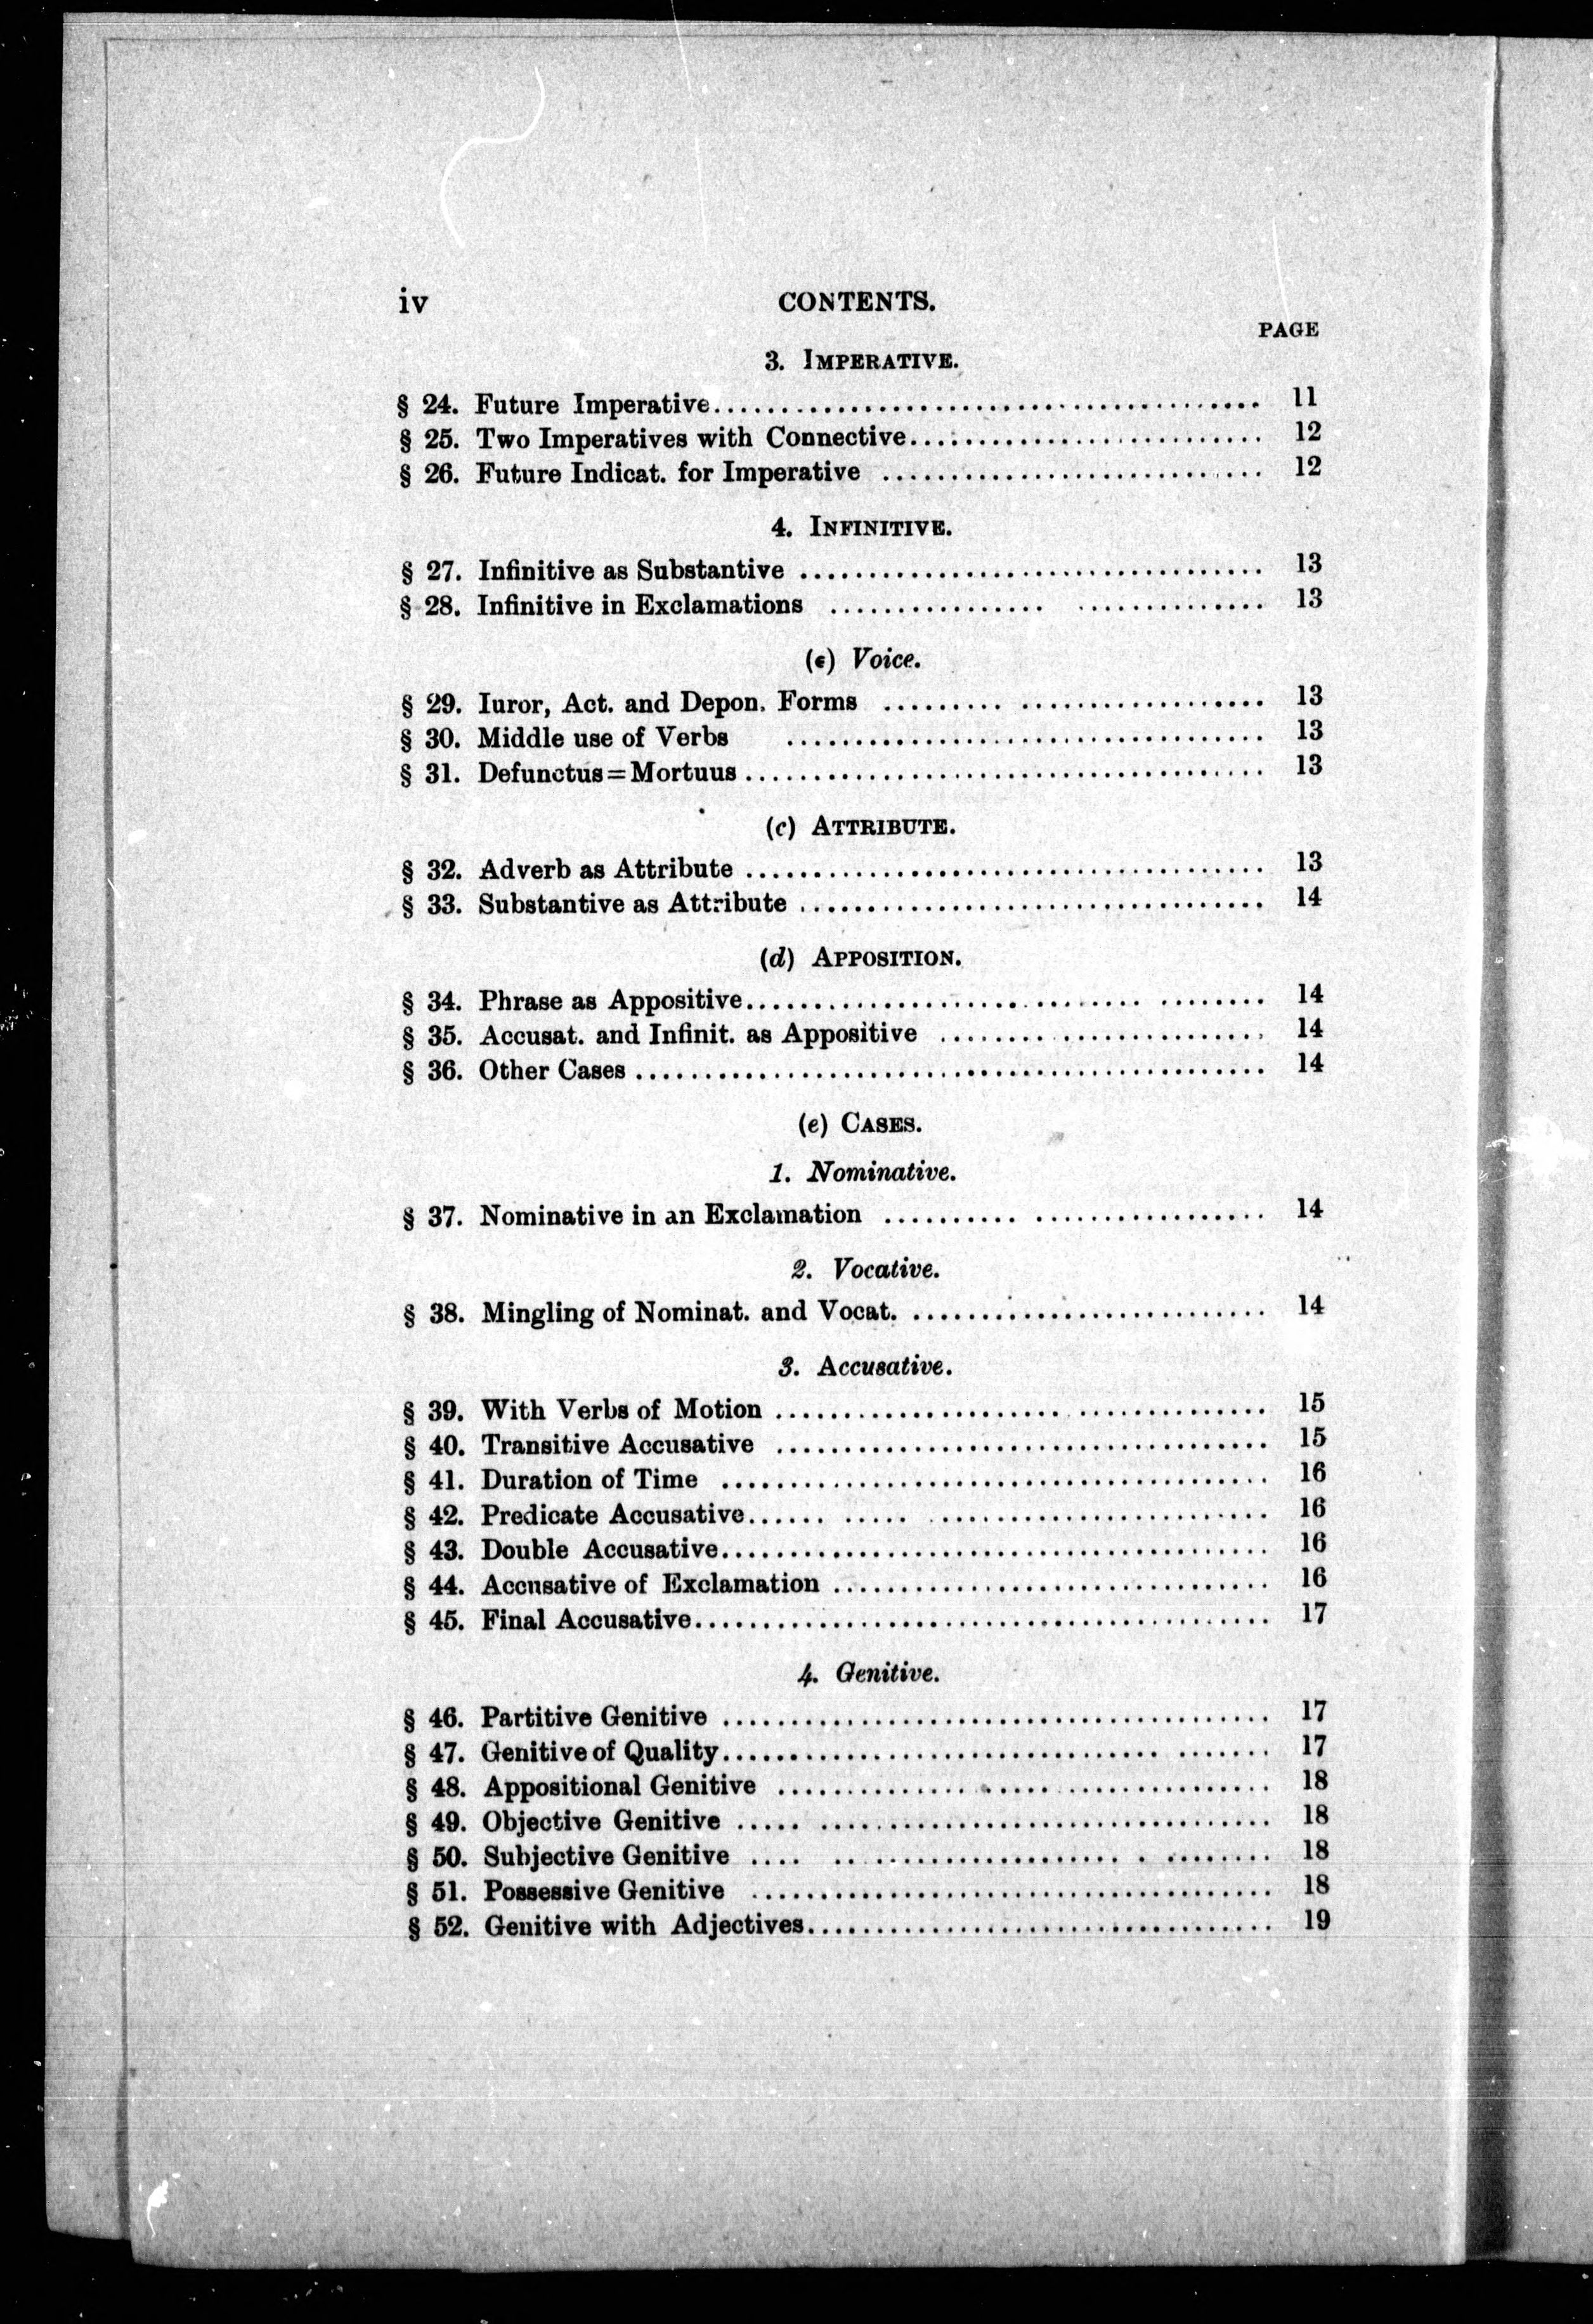 iv CONTENTS.
PAGE
3. IMPERATIVE.
§ 24. Future Imperative........................................ 11
§ 25. Two Imperatives with Connective.......................... 12
§ 26. Future Indicat. for Imperative ............................ 12
4. INFINITIVE.
§ 27. Infinitive as Substantive .................................. 13
§ 28. Infinitive in Exclamations ................ .............. 13
(ϵ) Voice.
§ 29. Iuror, Act. and Depon. Forms ......... .................. 13
§ 30. Middle use of Verbs ................................... 13
§ 31. Defunctus=Mortuus...................................... 13
(c) ATTRIBUTE.
§ 32. Adverb as Attribute ...................................... 13
§ 33. Substantive as Attribute .................................. 14
(d) APPOSITION.
§ 34. Phrase as Appositive............................. ........ 14
§ 35. Accusat. and Infinit. as Appositive ........................ 14
§ 36. Other Cases .............................................. 14
(e) CASES.
1. Nominative.
§ 37. Nominative in an Exclamation .......... ................. 14
2. Vocative.
§ 38. Mingling of Nominat. and Vocat. .......................... 14
3. Accusative.
§ 39. With Verbs of Motion .................................... 15
§ 40. Transitive Accusative .................................... 15
§ 41. Duration of Time ........................................ 16
§ 42. Predicate Accusative...... ..... ......................... 16
§ 43. Double Accusative........................................ 16
§ 44. Accusative of Exclamation ................................ 16
§ 45. Final Accusative.......................................... 17
4. Genitive.
§ 46. Partitive Genitive ........................................ 17
§ 47. Genitive of Quality................................ ....... 17
§ 48. Appositional Genitive .................................... 18
§ 49. Objective Genitive ..... ................................. 18
§ 50. Subjective Genitive .... .. .................. . ........ 18
§ 51. Possessive Genitive ...................................... 18
§ 52. Genitive with Adjectives.................................. 19